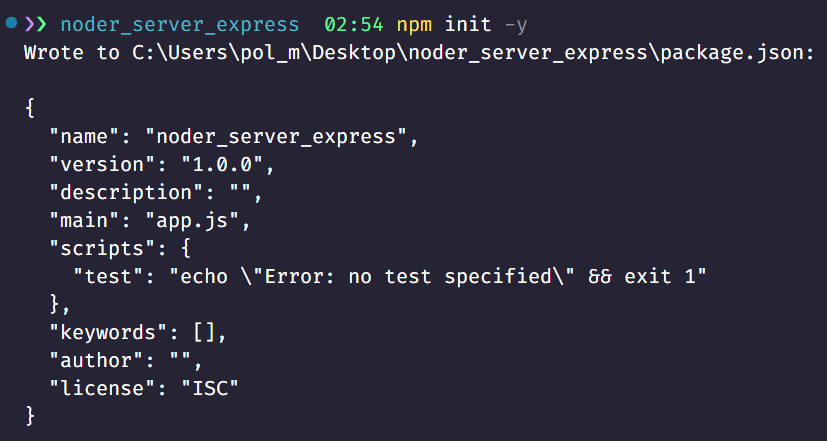 ❯❯ noder_server_express 02:54 npm init -y
Wrote to C:\Users\pol_m\Desktop\noder_server_express\package.json:
{
"name": "noder_server_express",
"version": "1.0.0",
"description": "",
"main": "app.js",
"scripts": {
"test": "echo \"Error: no test specified\" && exit 1"
},
"keywords": [],
"author": "",
"license": "ISC"
}